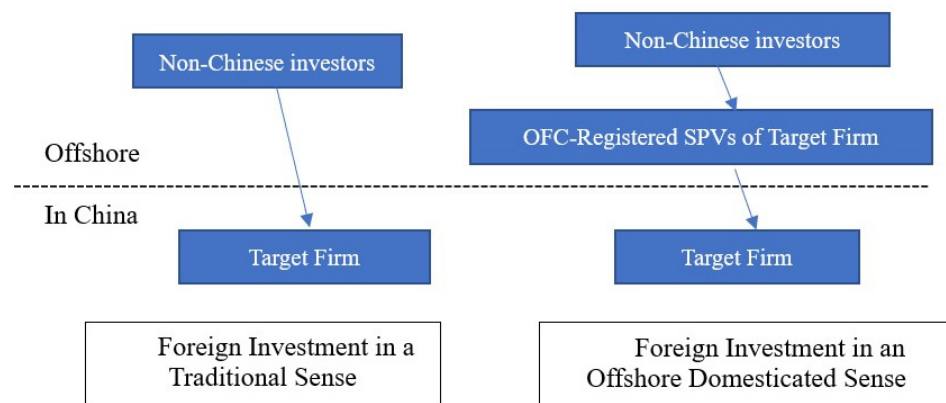 Non-Chinese investors
Non-Chinese investors
OFC-Registered SPVs of Target Firm
Offshore
In China
Target Firm
Target Firm
Foreign Investment in a
Traditional Sense
Foreign Investment in an
Offshore Domesticated Sense